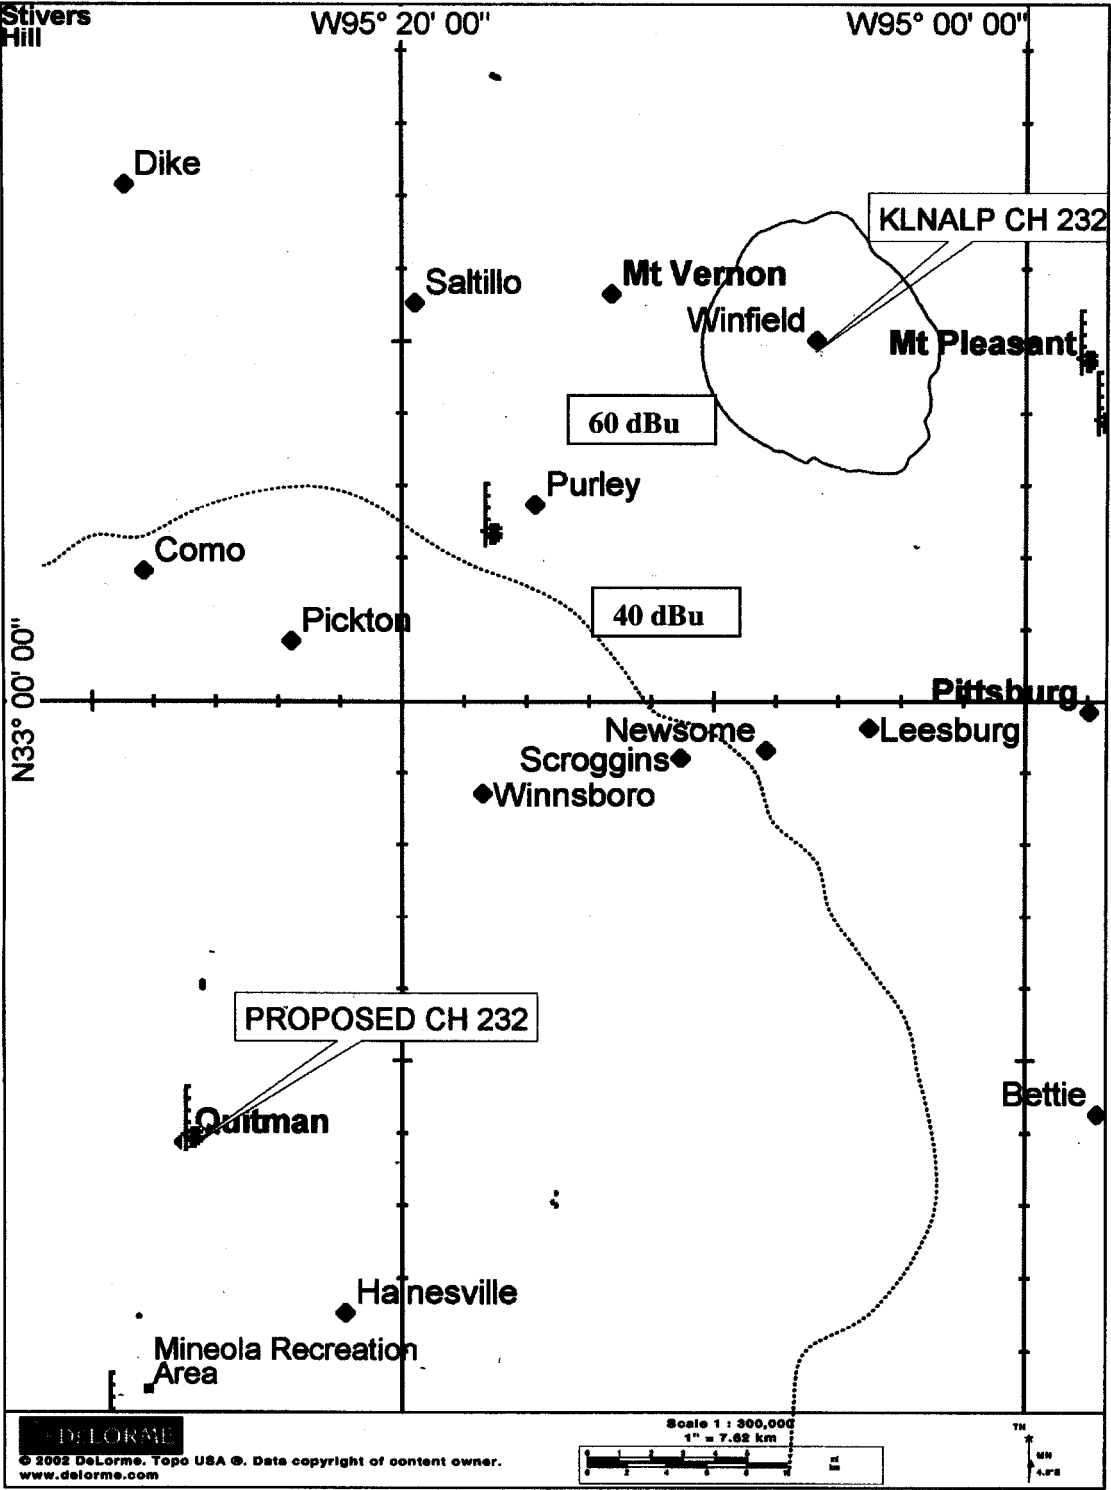 Stivers
Hill
W95° 20' 00"
W95° 00' 00"
Dike
KLNALP CH 232
Saltillo
Mt Vernon
Winfield
Mt Pleasant
60 dBu
Purley
Como
40 dBu
Pickton
N33° 00' 00"
Pittsburg
Newsome
Leesburg
Scroggins
Winnsboro
PROPOSED CH 232
Bettie
Quitman
Hainesville
Mineola Recreation
Area
DELORME
© 2002 DeLorme. Topo USA ®. Data copyright of content owner.
www.delorme.com
Scale 1 : 300,000
1" = 7.62 km
TN
MN